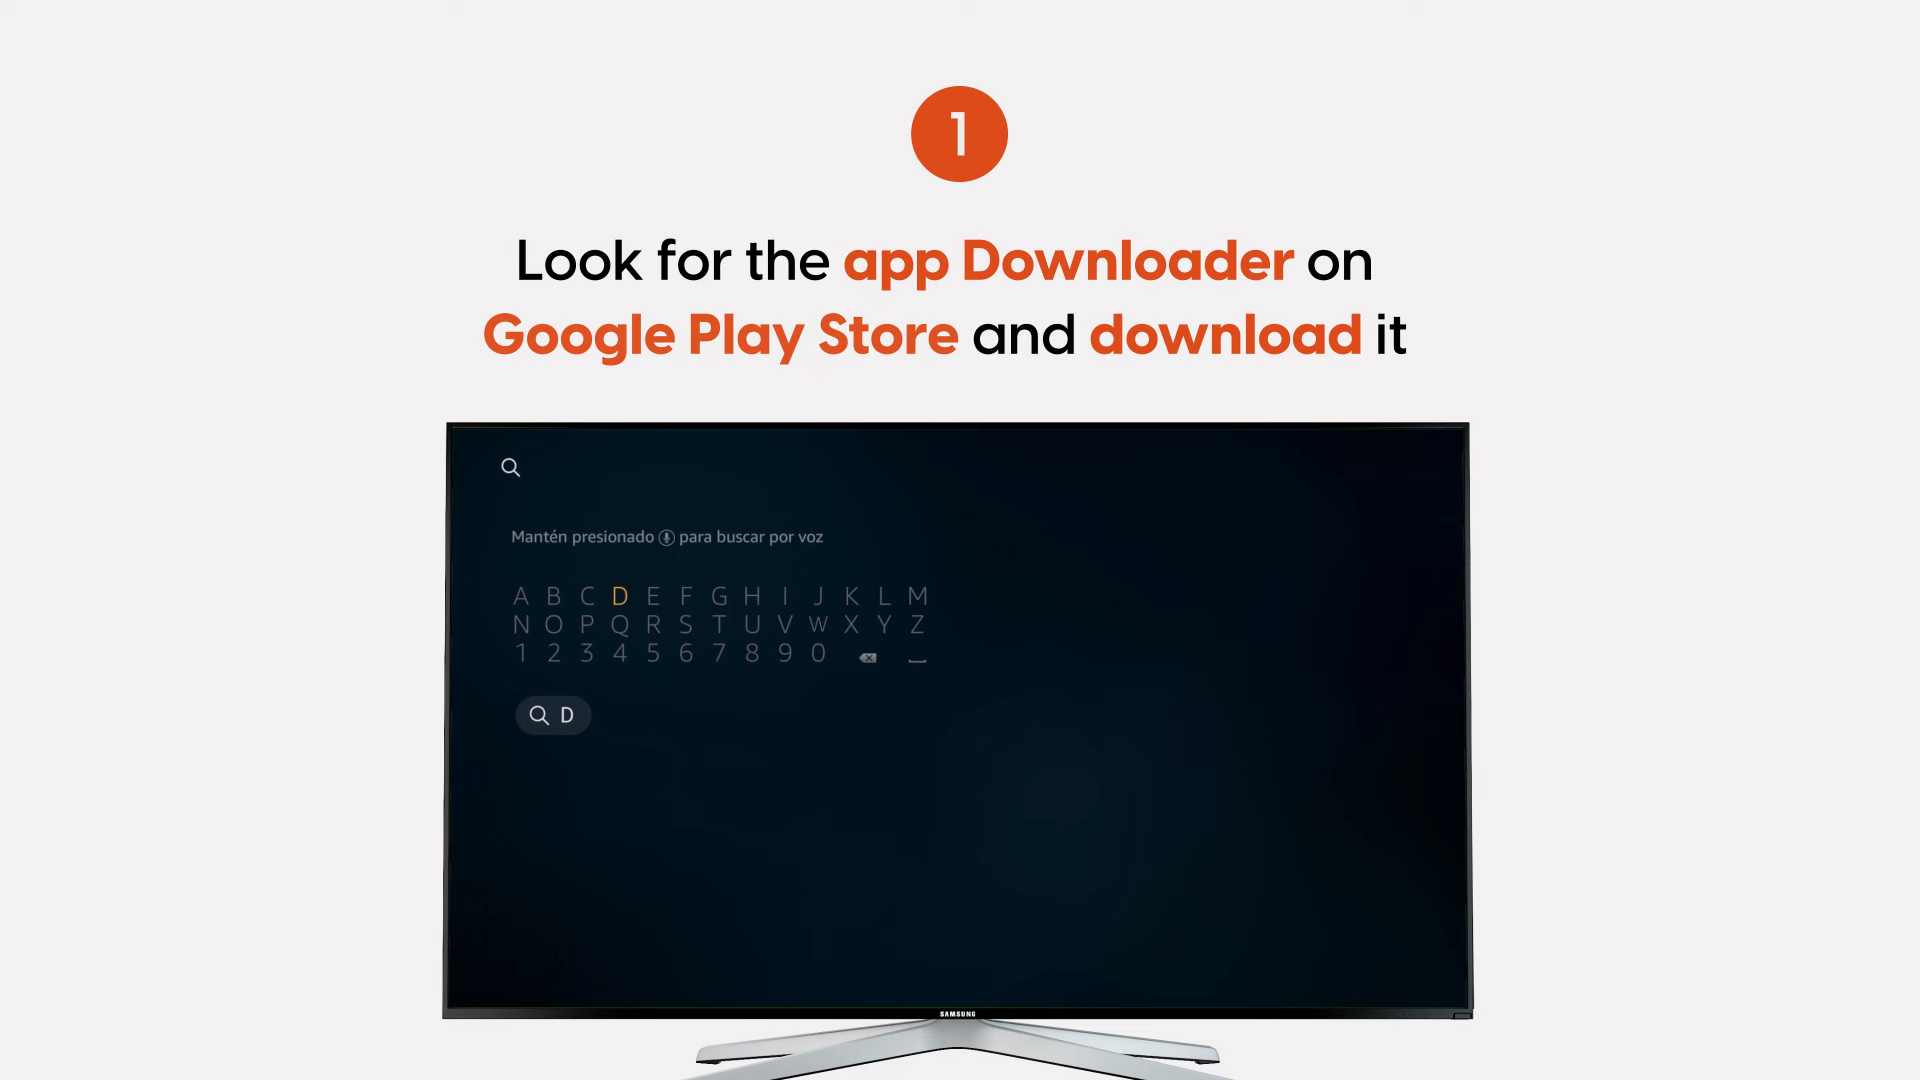 1
Look for the app Downloader on
Google Play Store and download it
Mantén presionado para buscar por voz
A B C D E F G H I J K L M
N O P Q R S T U V W X Y Z
1 2 3 4 5 6 7 8 9 0
D
SAMSUNG